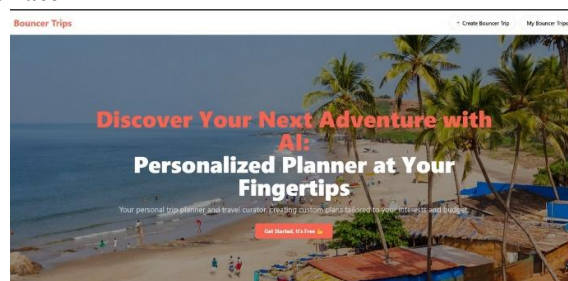 Bouncer Trips
+ Create Bouncer Trip
My Bouncer Trips
Discover Your Next Adventure with
AI:
Personalized Planner at Your
Fingertips
Your personal trip planner and travel curator, creating custom plans tailored to your interests and budget.
Get Started, It's Free